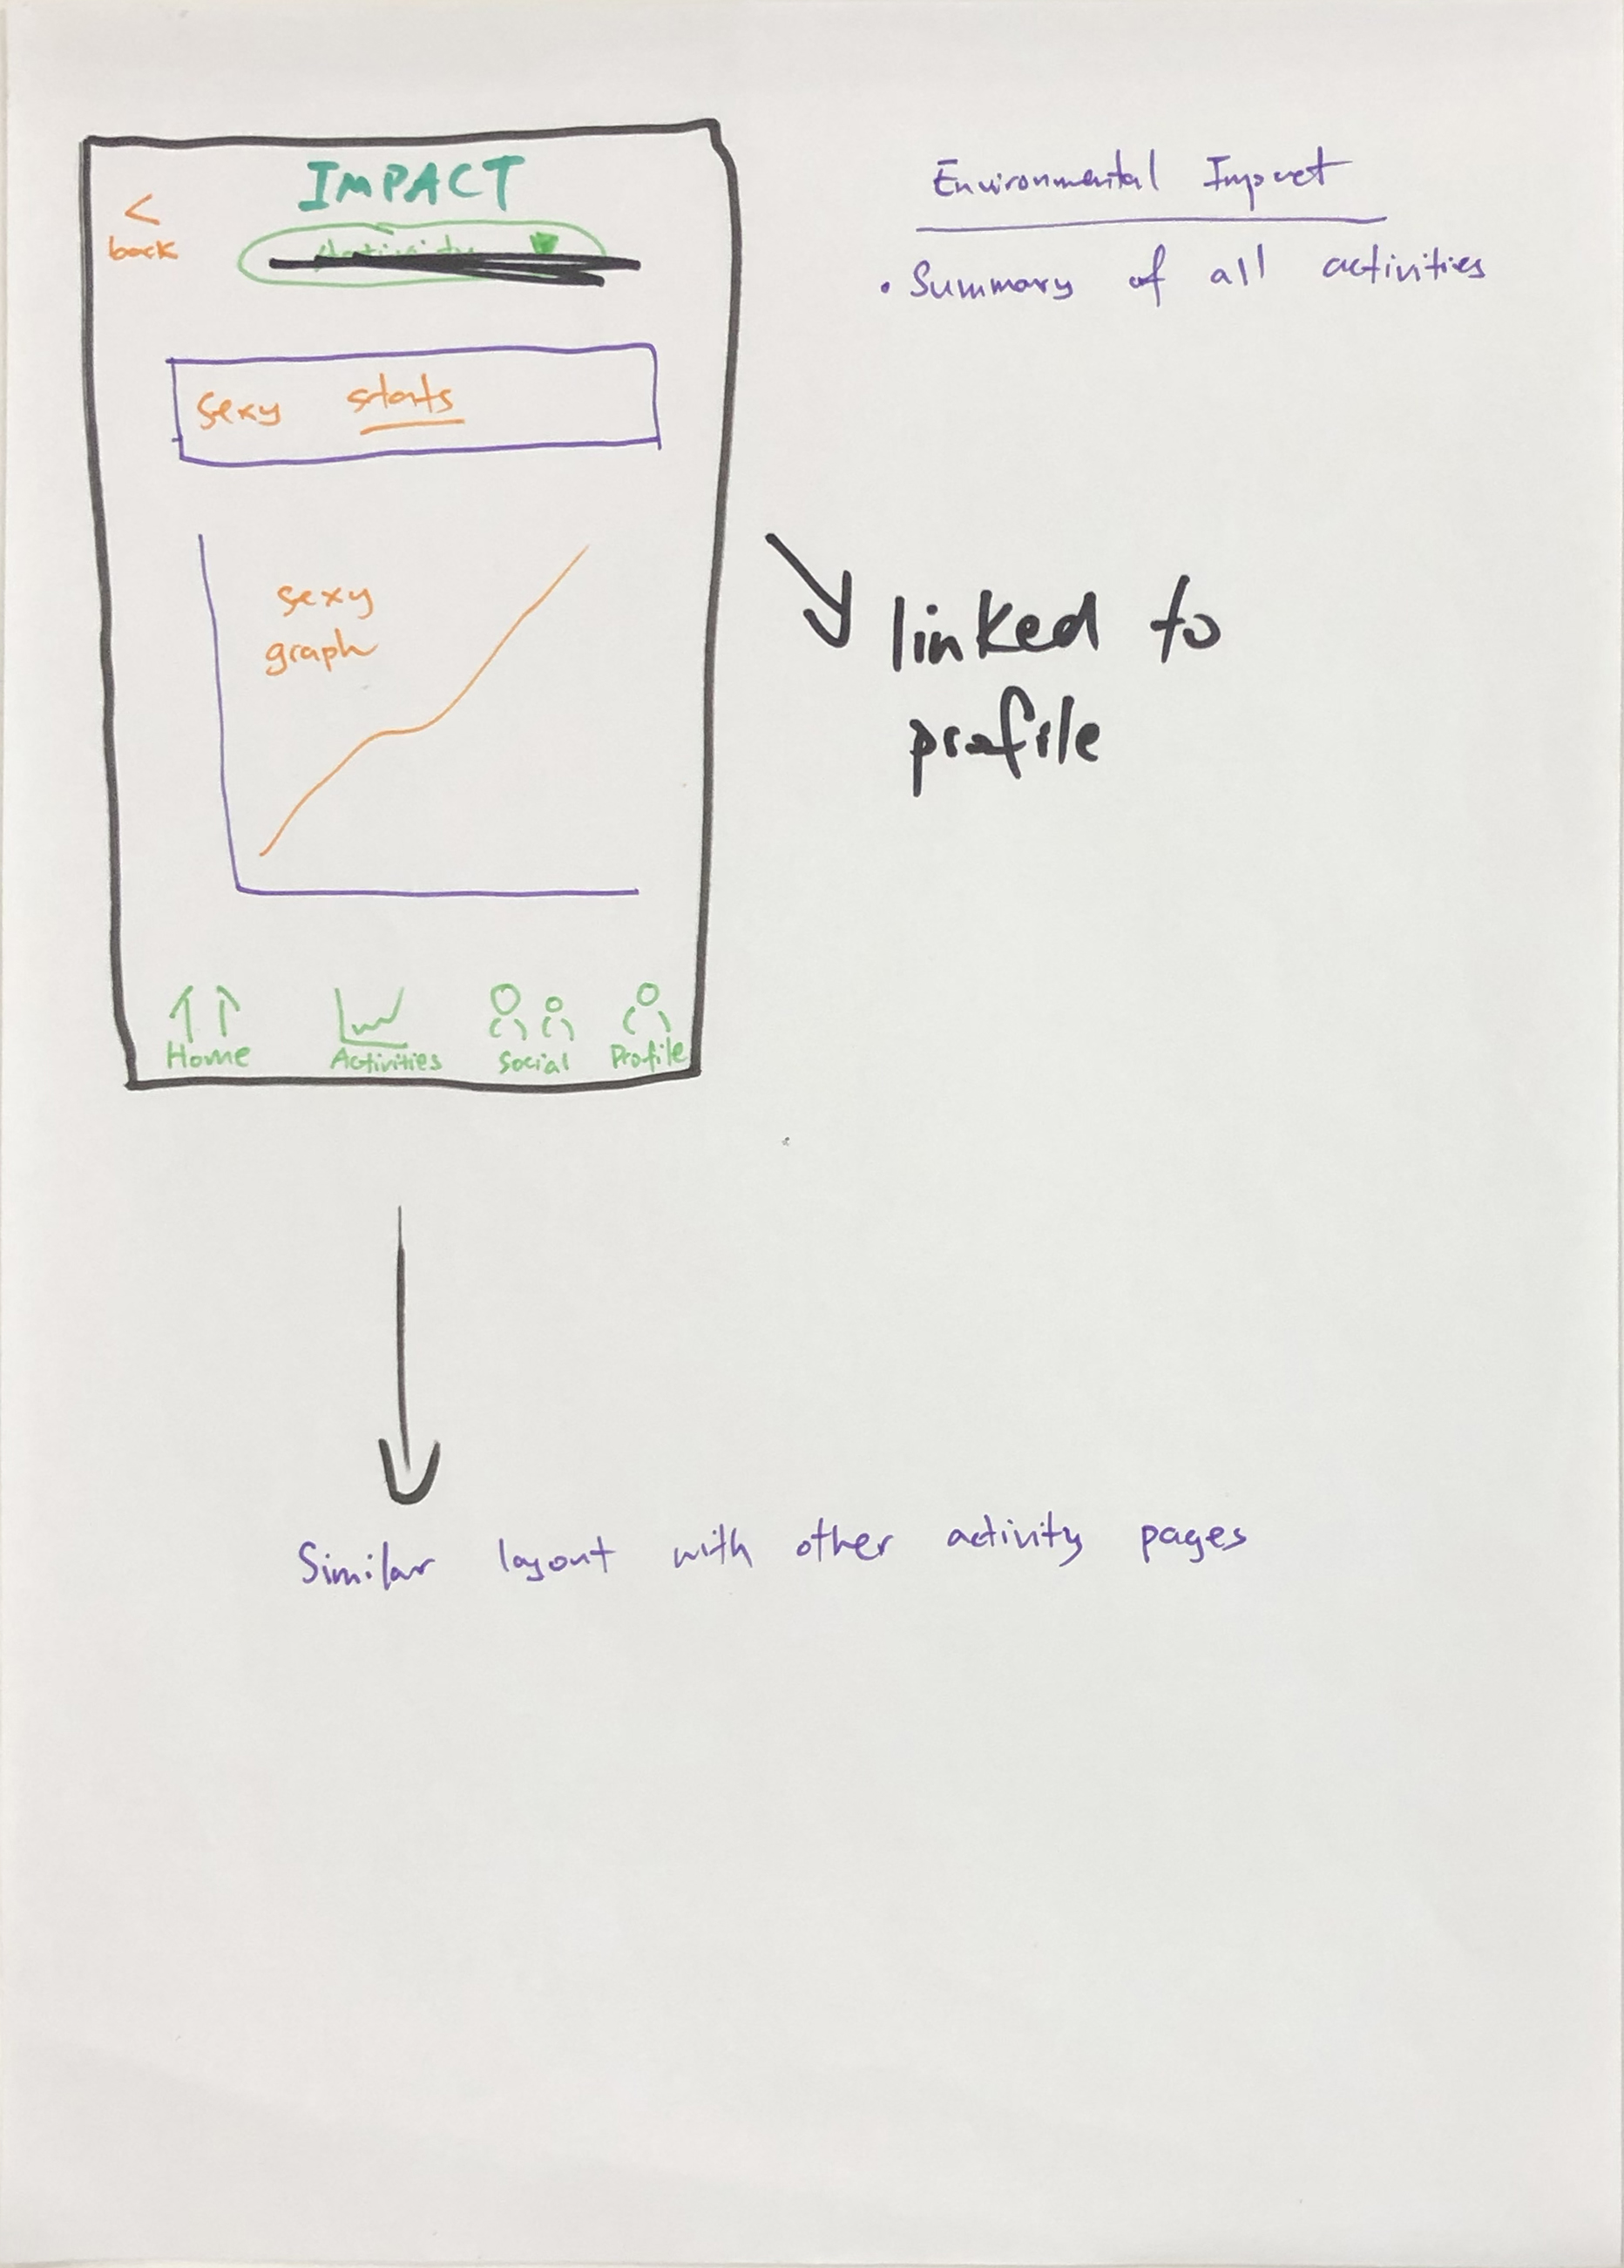 IMPACT
<
back
Activity
sexy stats
sexy
graph
Home
Activities
Social
Profile
Environmental Impact
• Summary of all activities
linked to
profile
Similar layout with other activity pages